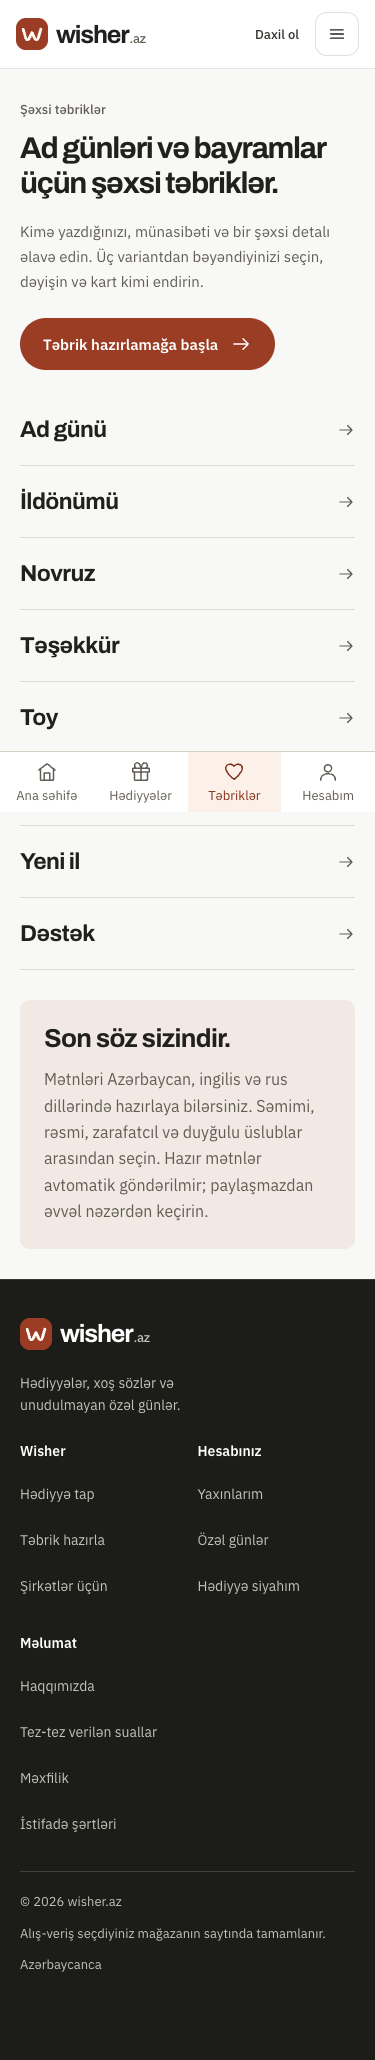 wisher.az
Daxil ol
Şəxsi təbriklər
Ad günləri və bayramlar
üçün şəxsi təbriklər.
Kimə yazdığınızı, münasibəti və bir şəxsi detalı
əlavə edin. Üç variantdan bəyəndiyinizi seçin,
dəyişin və kart kimi endirin.
Təbrik hazırlamağa başla
Ad günü
İldönümü
Novruz
Təşəkkür
Toy
Ana səhifə
Hədiyyələr
Təbriklər
Hesabım
Yeni il
Dəstək
Son söz sizindir.
Mətnləri Azərbaycan, ingilis və rus
dillərində hazırlaya bilərsiniz. Səmimi,
rəsmi, zarafatcıl və duyğulu üslublar
arasından seçin. Hazır mətnlər
avtomatik göndərilmir; paylaşmazdan
əvvəl nəzərdən keçirin.
wisher.az
Hədiyyələr, xoş sözlər və
unudulmayan özəl günlər.
Wisher
Hədiyyə tap
Təbrik hazırla
Şirkətlər üçün
Hesabınız
Yaxınlarım
Özəl günlər
Hədiyyə siyahım
Məlumat
Haqqımızda
Tez-tez verilən suallar
Məxfilik
İstifadə şərtləri
© 2026 wisher.az
Alış-veriş seçdiyiniz mağazanın saytında tamamlanır.
Azərbaycanca